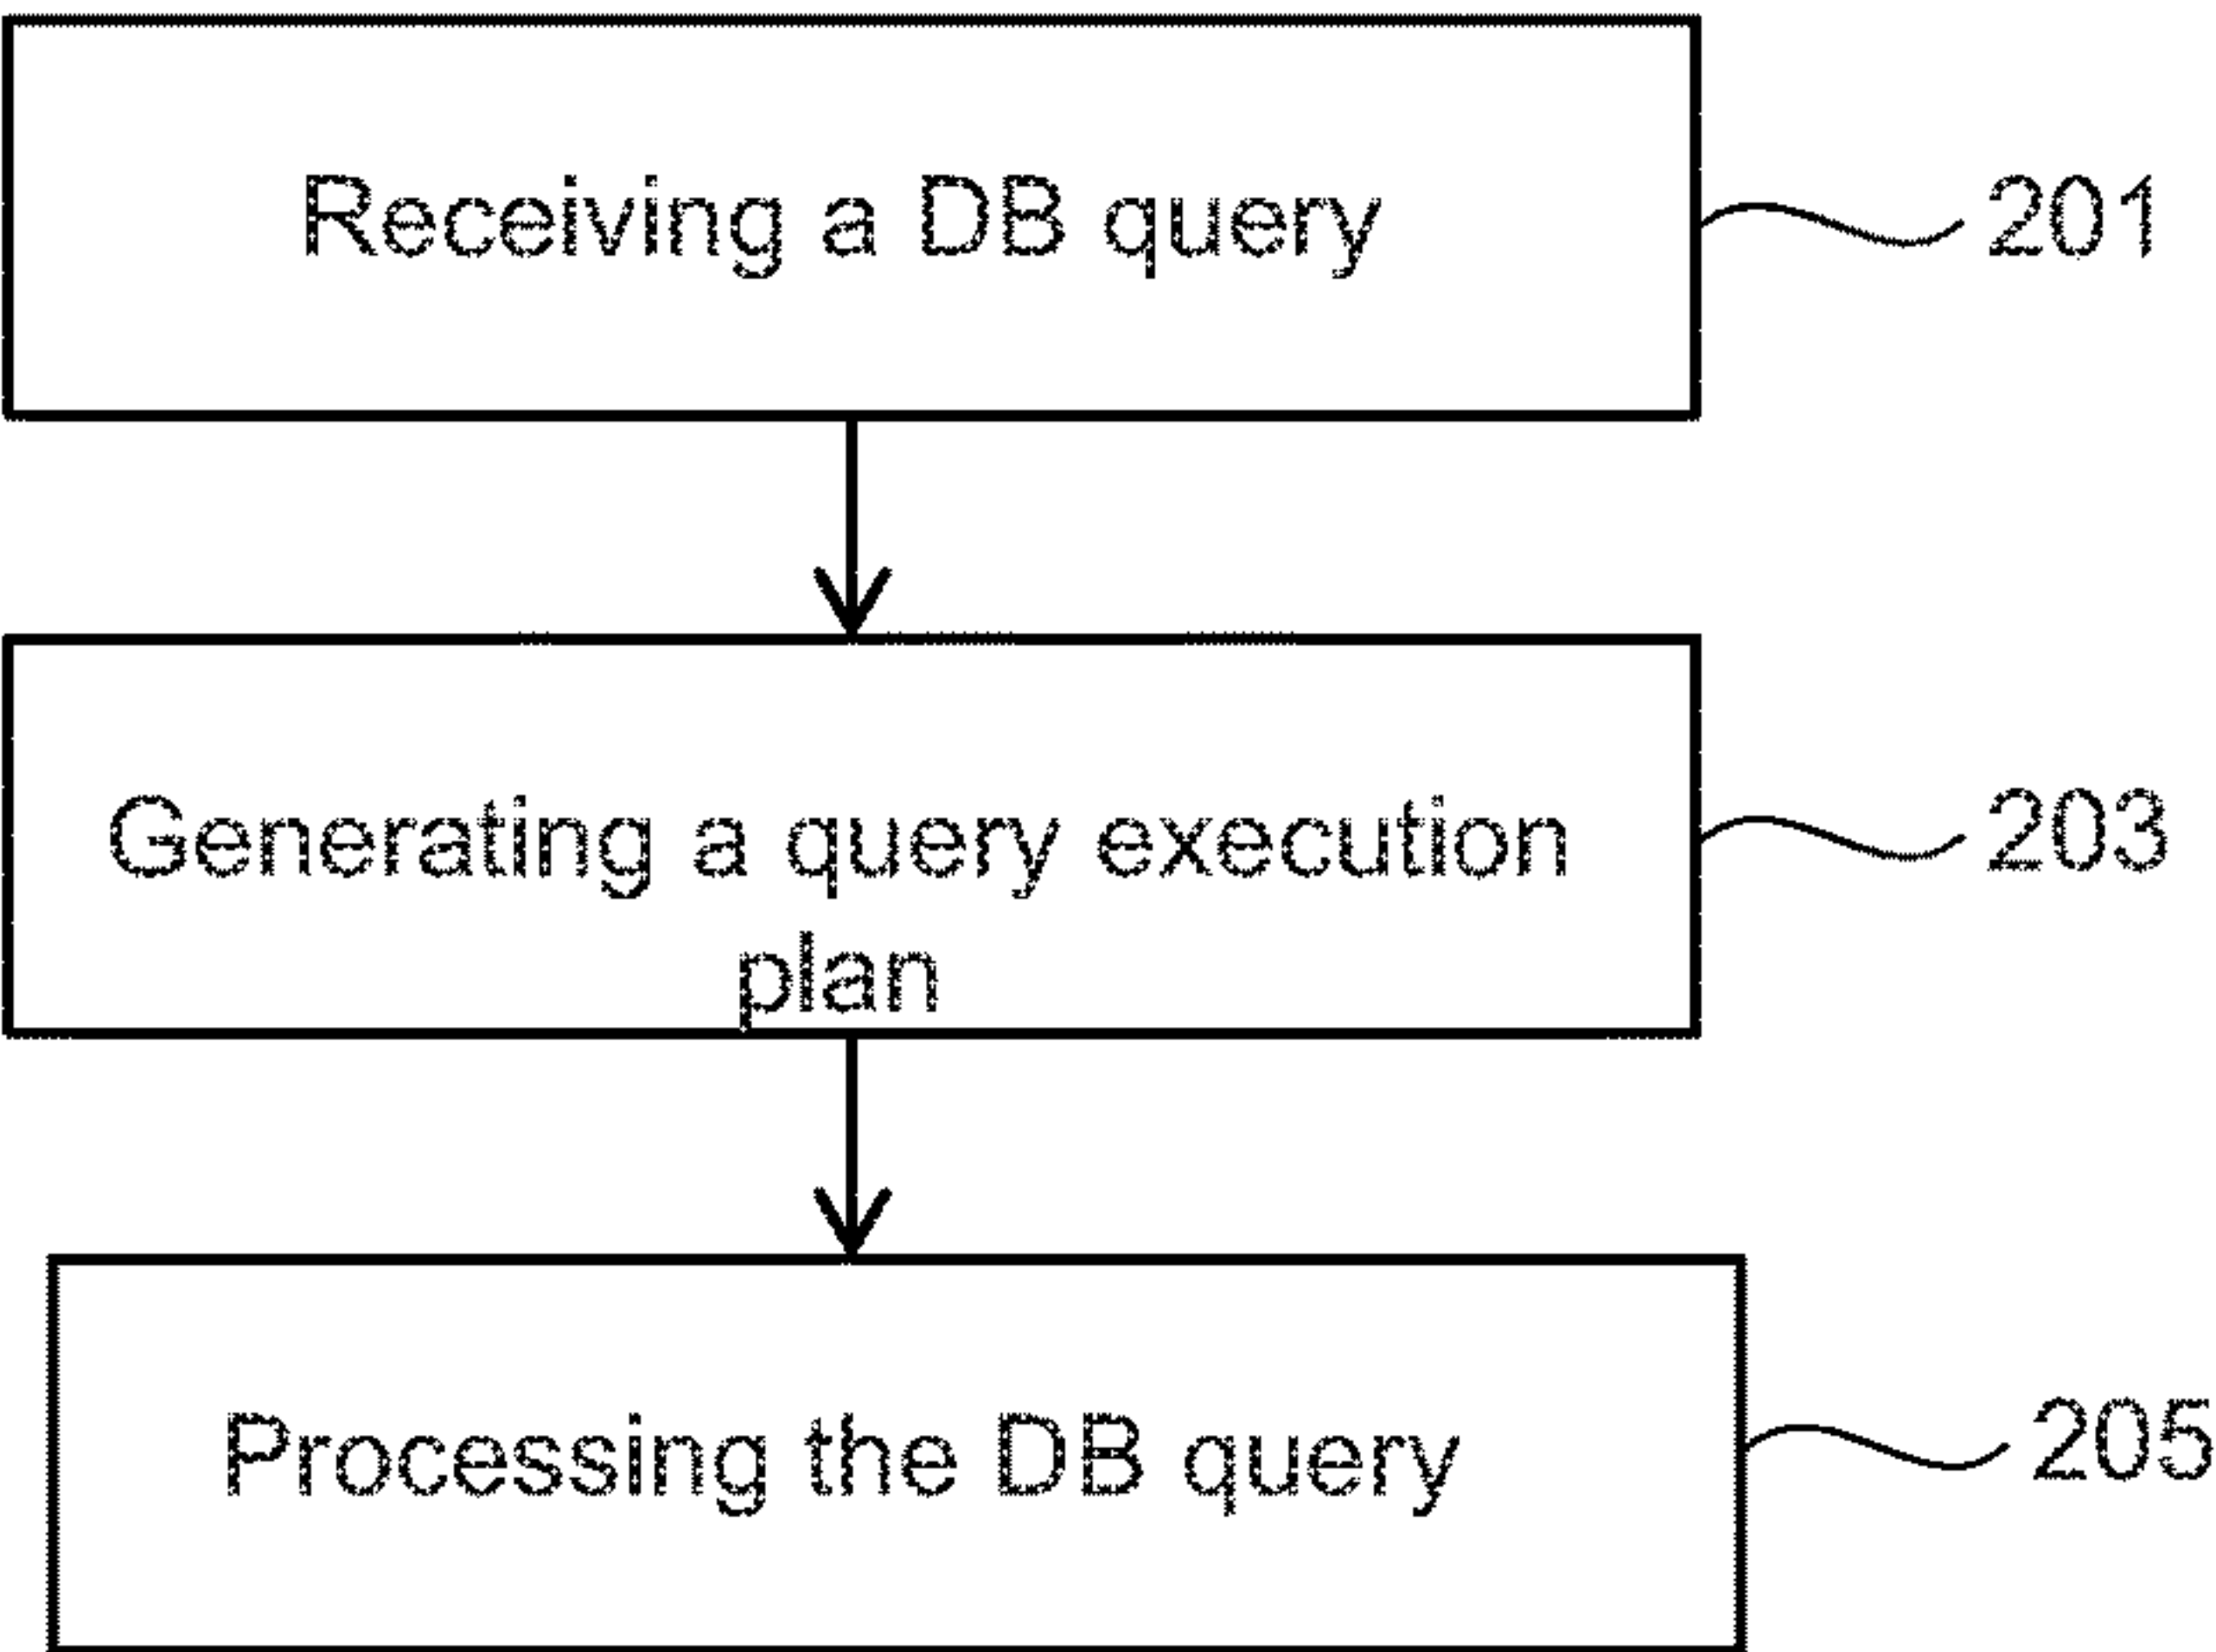 Receiving a DB query
201
Generating a query execution
plan
203
Processing the DB query
205